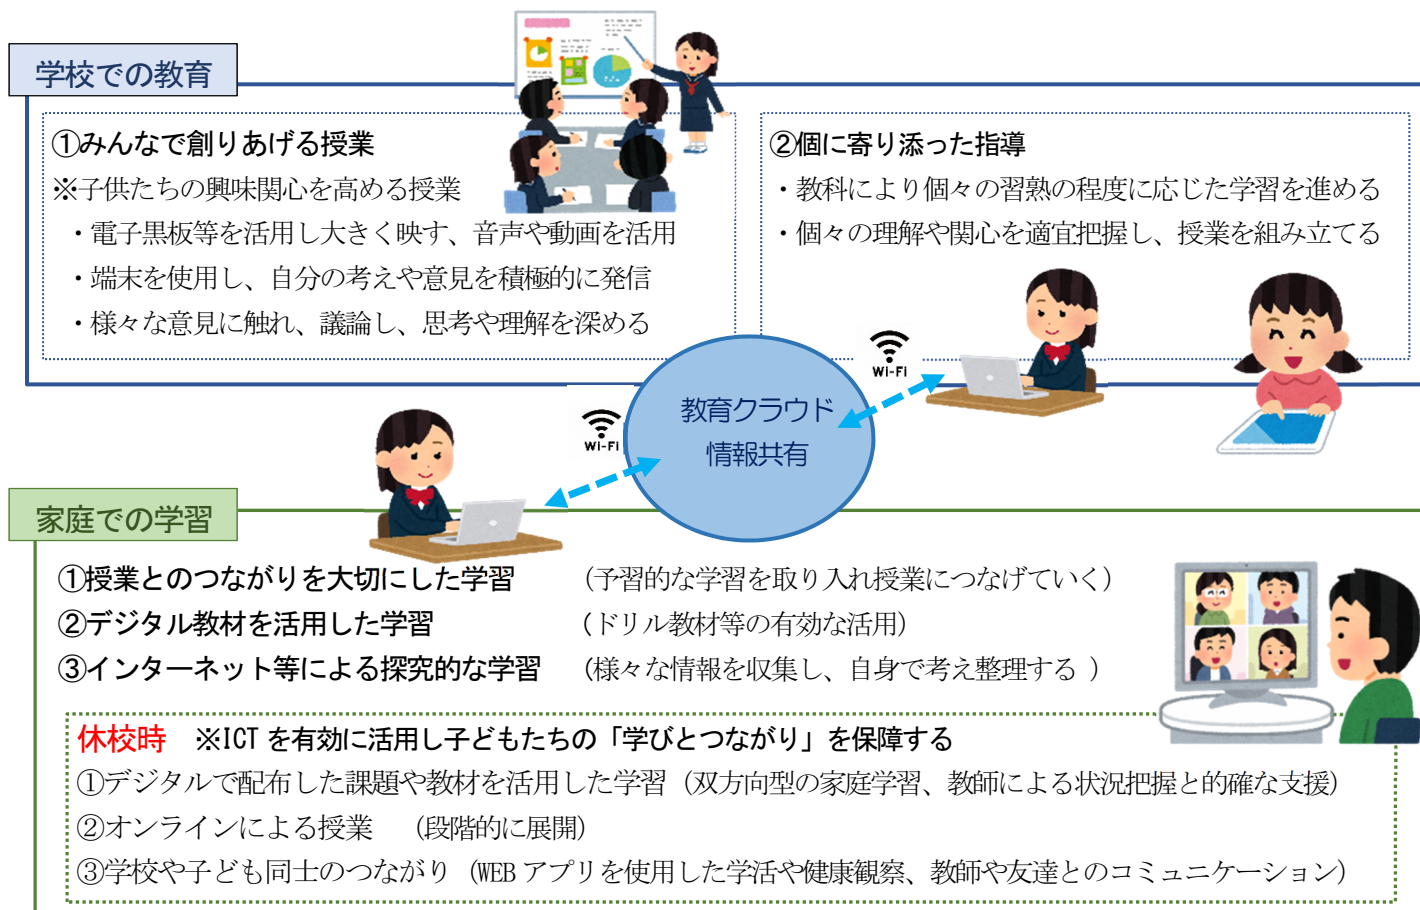 学校での教育
①みんなで創りあげる授業
※子供たちの興味関心を高める授業
・電子黒板等を活用し大きく映す、音声や動画を活用
・端末を使用し、自分の考えや意見を積極的に発信
・様々な意見に触れ、議論し、思考や理解を深める
②個に寄り添った指導
・教科により個々の習熟の程度に応じた学習を進める
・個々の理解や関心を適宜把握し、授業を組み立てる
Wi-Fi
教育クラウド
情報共有
Wi-Fi
家庭での学習
①授業とのつながりを大切にした学習 (予習的な学習を取り入れ授業につなげていく)
②デジタル教材を活用した学習 (ドリル教材等の有効な活用)
③インターネット等による探究的な学習 (様々な情報を収集し、自身で考え整理する )
休校時 ※ICT を有効に活用し子どもたちの「学びとつながり」を保障する
①デジタルで配布した課題や教材を活用した学習 (双方向型の家庭学習、教師による状況把握と的確な支援)
②オンラインによる授業 (段階的に展開)
③学校や子ども同士のつながり (WEB アプリを使用した学活や健康観察、教師や友達とのコミュニケーション)